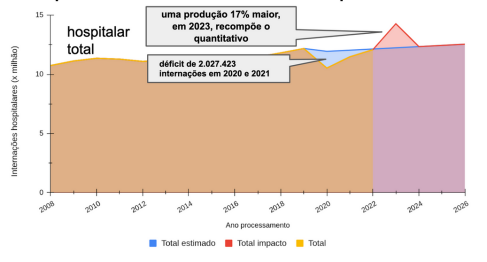 hospitalar
total
uma produção 17% maior,
em 2023, recompõe o
quantitativo
déficit de 2.027.423
internações em 2020 e 2021
Internações hospitalares (x milhão)
15
10
5
0
2008
2010
2012
2014
2016
2018
2020
2022
2024
2026
Ano processamento
Total estimado
Total impacto
Total